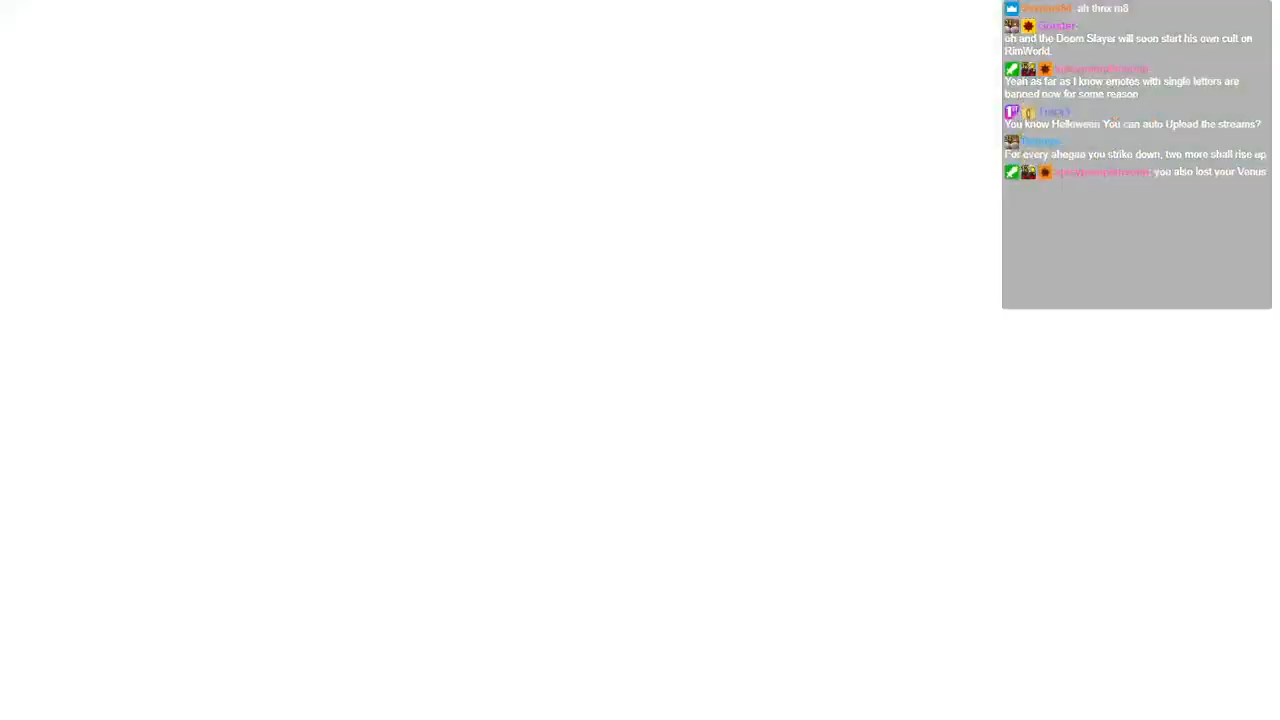 ah thnx m8
oh and the Doom Slayer will soon start his own cult on
RimWorld.
Yeah as far as I know emotes with single letters are
banned now for some reason
You know Helloween You can auto Upload the streams?
For every ahegao you strike down, two more shall rise up
you also lost your Venus